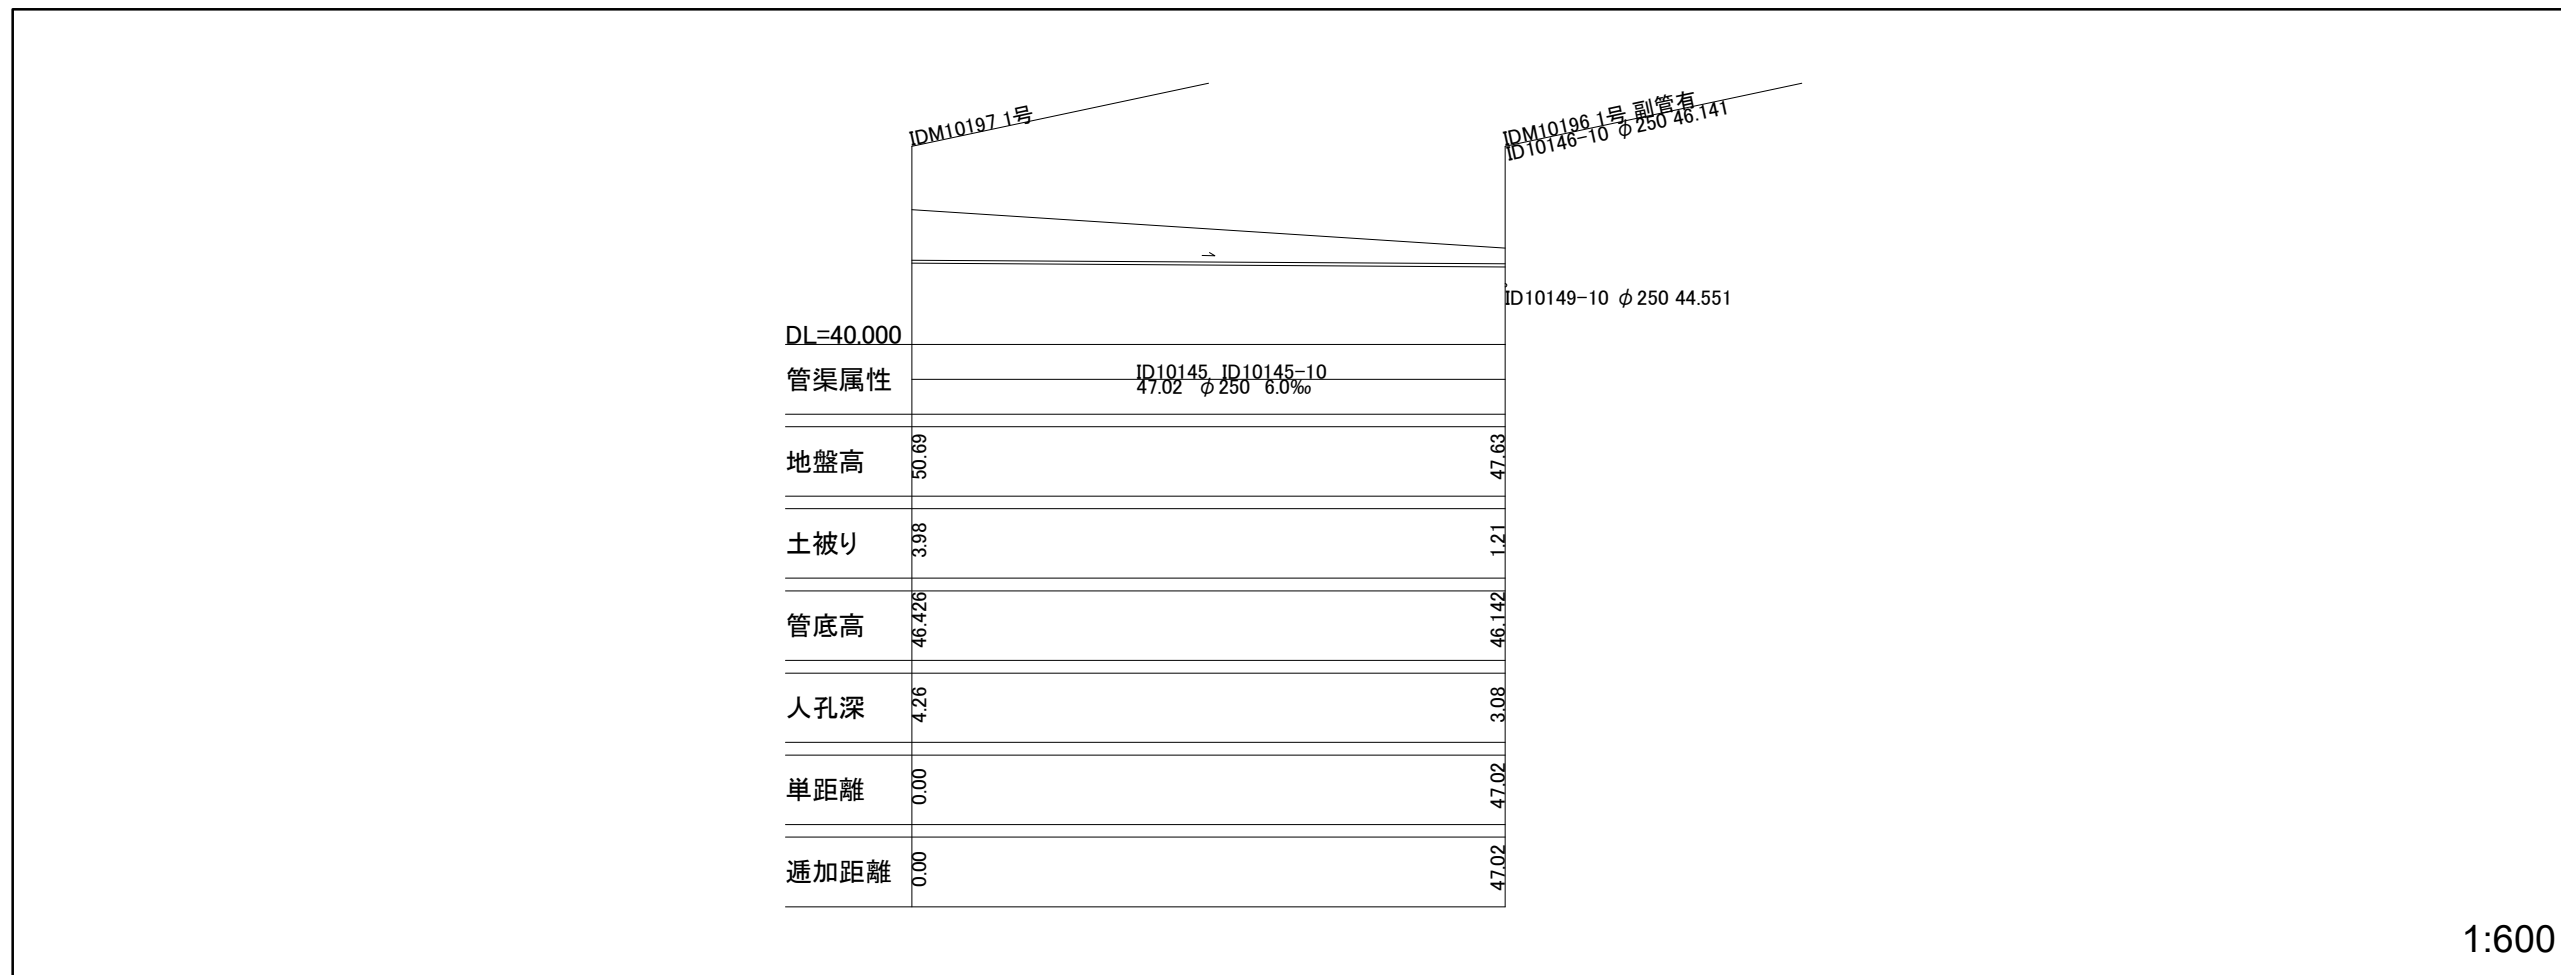 IDM10197 1号
IDM10196 1号 副管有
ID10146-10 φ250 46.141
ID10149-10 φ250 44.551
DL=40.000
管渠属性
ID10145 ID10145-10
47.02 φ250 6.0‰
地盤高 50.69 47.63
土被り 3.98 1.21
管底高 46.426 46.142
人孔深 4.26 3.08
単距離 0.00 47.02
逓加距離 0.00 47.02
1:600